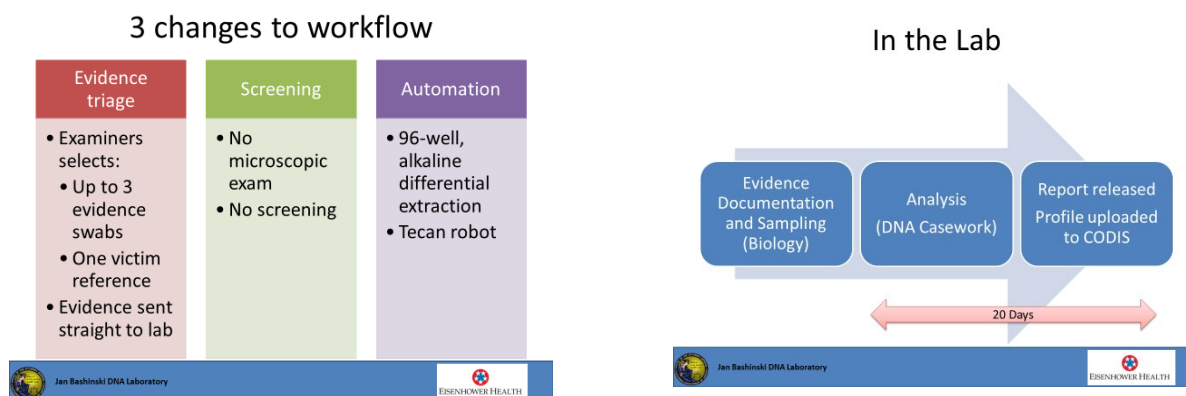 3 changes to workflow
Evidence
triage
• Examiners
selects:
• Up to 3
evidence
swabs
• One victim
reference
• Evidence sent
straight to lab
Screening
• No
microscopic
exam
• No screening
Automation
• 96-well,
alkaline
differential
extraction
• Tecan robot
Jan Bashinski DNA Laboratory
EISENHOWER HEALTH
In the Lab
Evidence
Documentation
and Sampling
(Biology)
Analysis
(DNA Casework)
Report released
Profile uploaded
to CODIS
20 Days
Jan Bashinski DNA Laboratory
EISENHOWER HEALTH